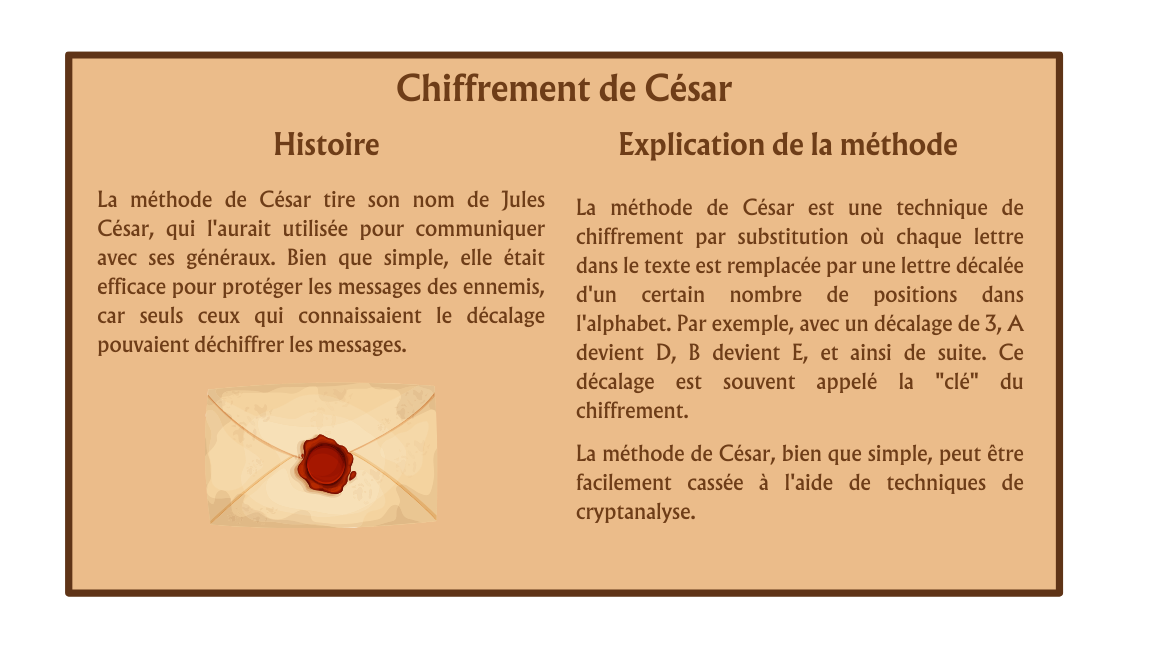 Chiffrement de César
Histoire
La méthode de César tire son nom de Jules
César, qui l'aurait utilisée pour communiquer
avec ses généraux. Bien que simple, elle était
efficace pour protéger les messages des ennemis,
car seuls ceux qui connaissaient le décalage
pouvaient déchiffrer les messages.
Explication de la méthode
La méthode de César est une technique de
chiffrement par substitution où chaque lettre
dans le texte est remplacée par une lettre décalée
d'un certain nombre de positions dans
l'alphabet. Par exemple, avec un décalage de 3, A
devient D, B devient E, et ainsi de suite. Ce
décalage est souvent appelé la "clé" du
chiffrement.
La méthode de César, bien que simple, peut être
facilement cassée à l'aide de techniques de
cryptanalyse.